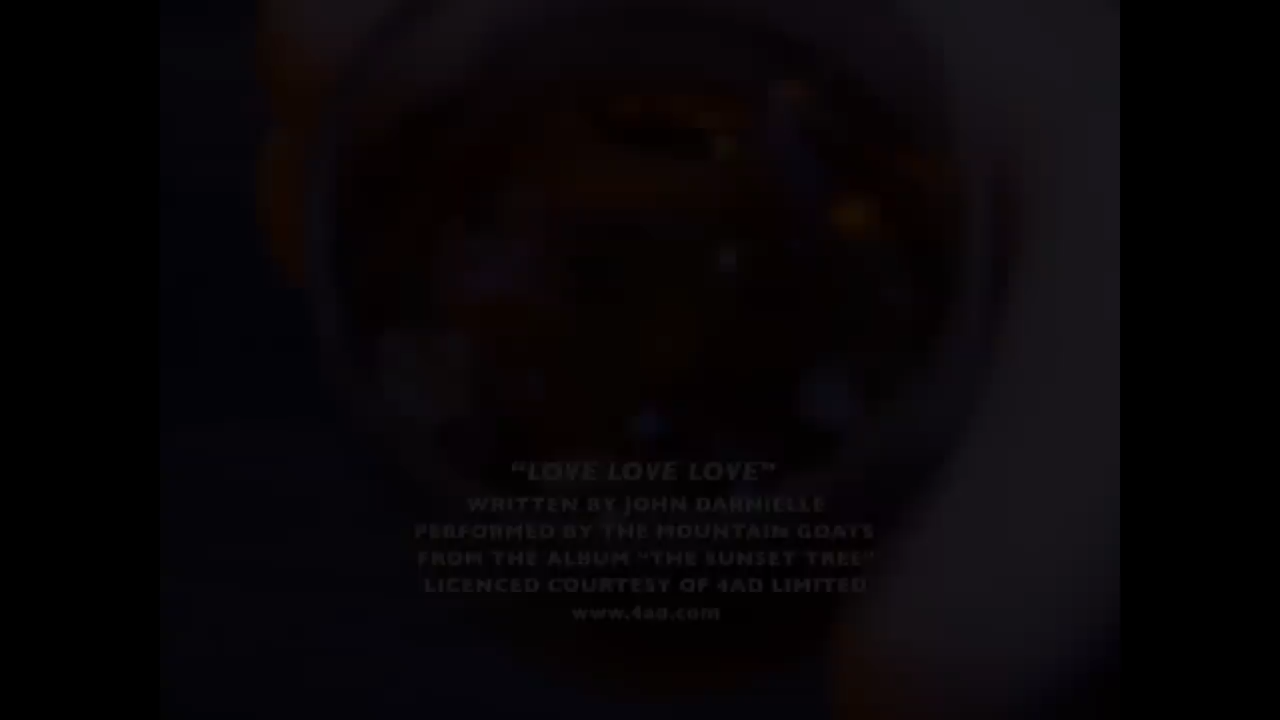 “LOVE LOVE LOVE”
WRITTEN BY JOHN DARNIELLE
PERFORMED BY THE MOUNTAIN GOATS
FROM THE ALBUM “THE SUNSET TREE”
LICENCED COURTESY OF 4AD LIMITED
www.4ad.com